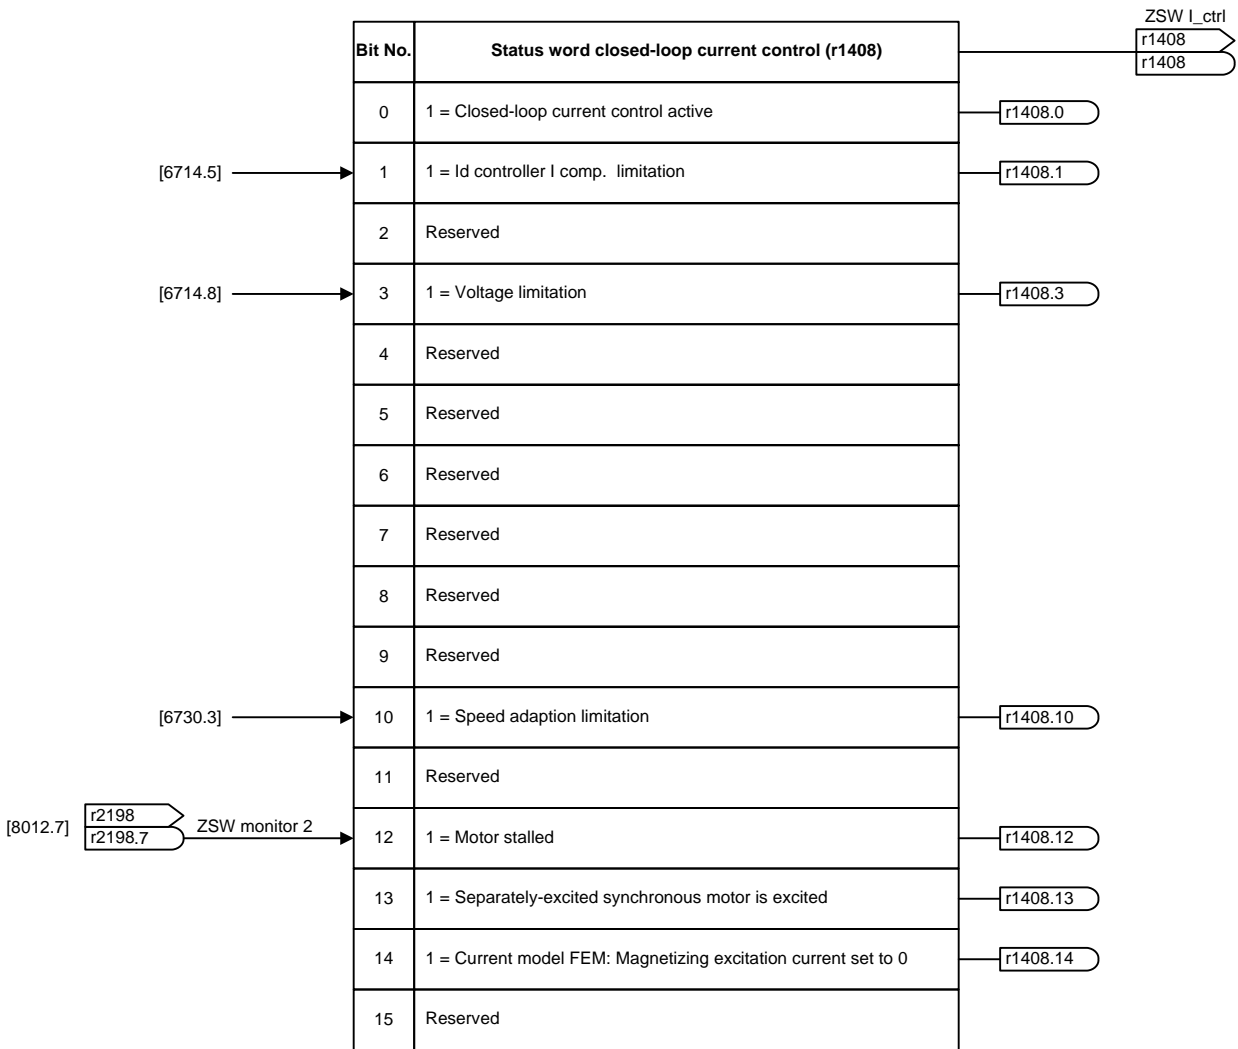 ZSW I_ctrl
Bit No. Status word closed-loop current control (r1408) r1408
r1408
0 1 = Closed-loop current control active r1408.0
[6714.5] 1 1 = Id controller I comp.  limitation r1408.1
2 Reserved
[6714.8] 3 1 = Voltage limitation r1408.3
4 Reserved
5 Reserved
6 Reserved
7 Reserved
8 Reserved
9 Reserved
[6730.3] 10 1 = Speed adaption limitation r1408.10
11 Reserved
r2198
[8012.7] r2198.7 ZSW monitor 2 12 1 = Motor stalled r1408.12
13 1 = Separately-excited synchronous motor is excited r1408.13
14 1 = Current model FEM: Magnetizing excitation current set to 0 r1408.14
15 Reserved